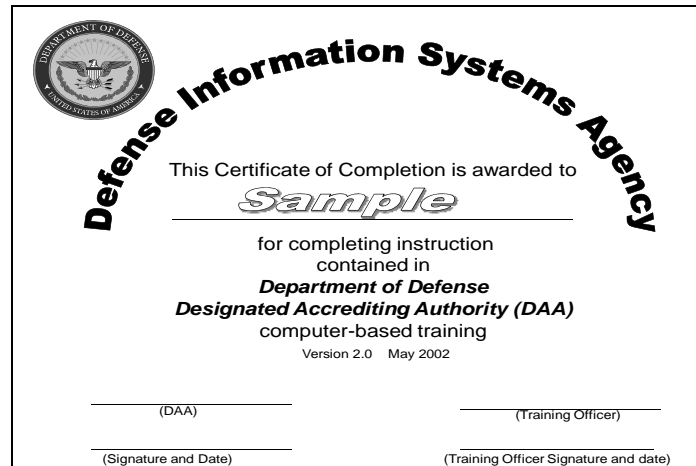 DEPARTMENT OF DEFENSE
UNITED STATES OF AMERICA
Defense Information Systems Agency
This Certificate of Completion is awarded to
Sample
for completing instruction
contained in
Department of Defense
Designated Accrediting Authority (DAA)
computer-based training
Version 2.0 May 2002
(DAA)
(Training Officer)
(Signature and Date)
(Training Officer Signature and date)